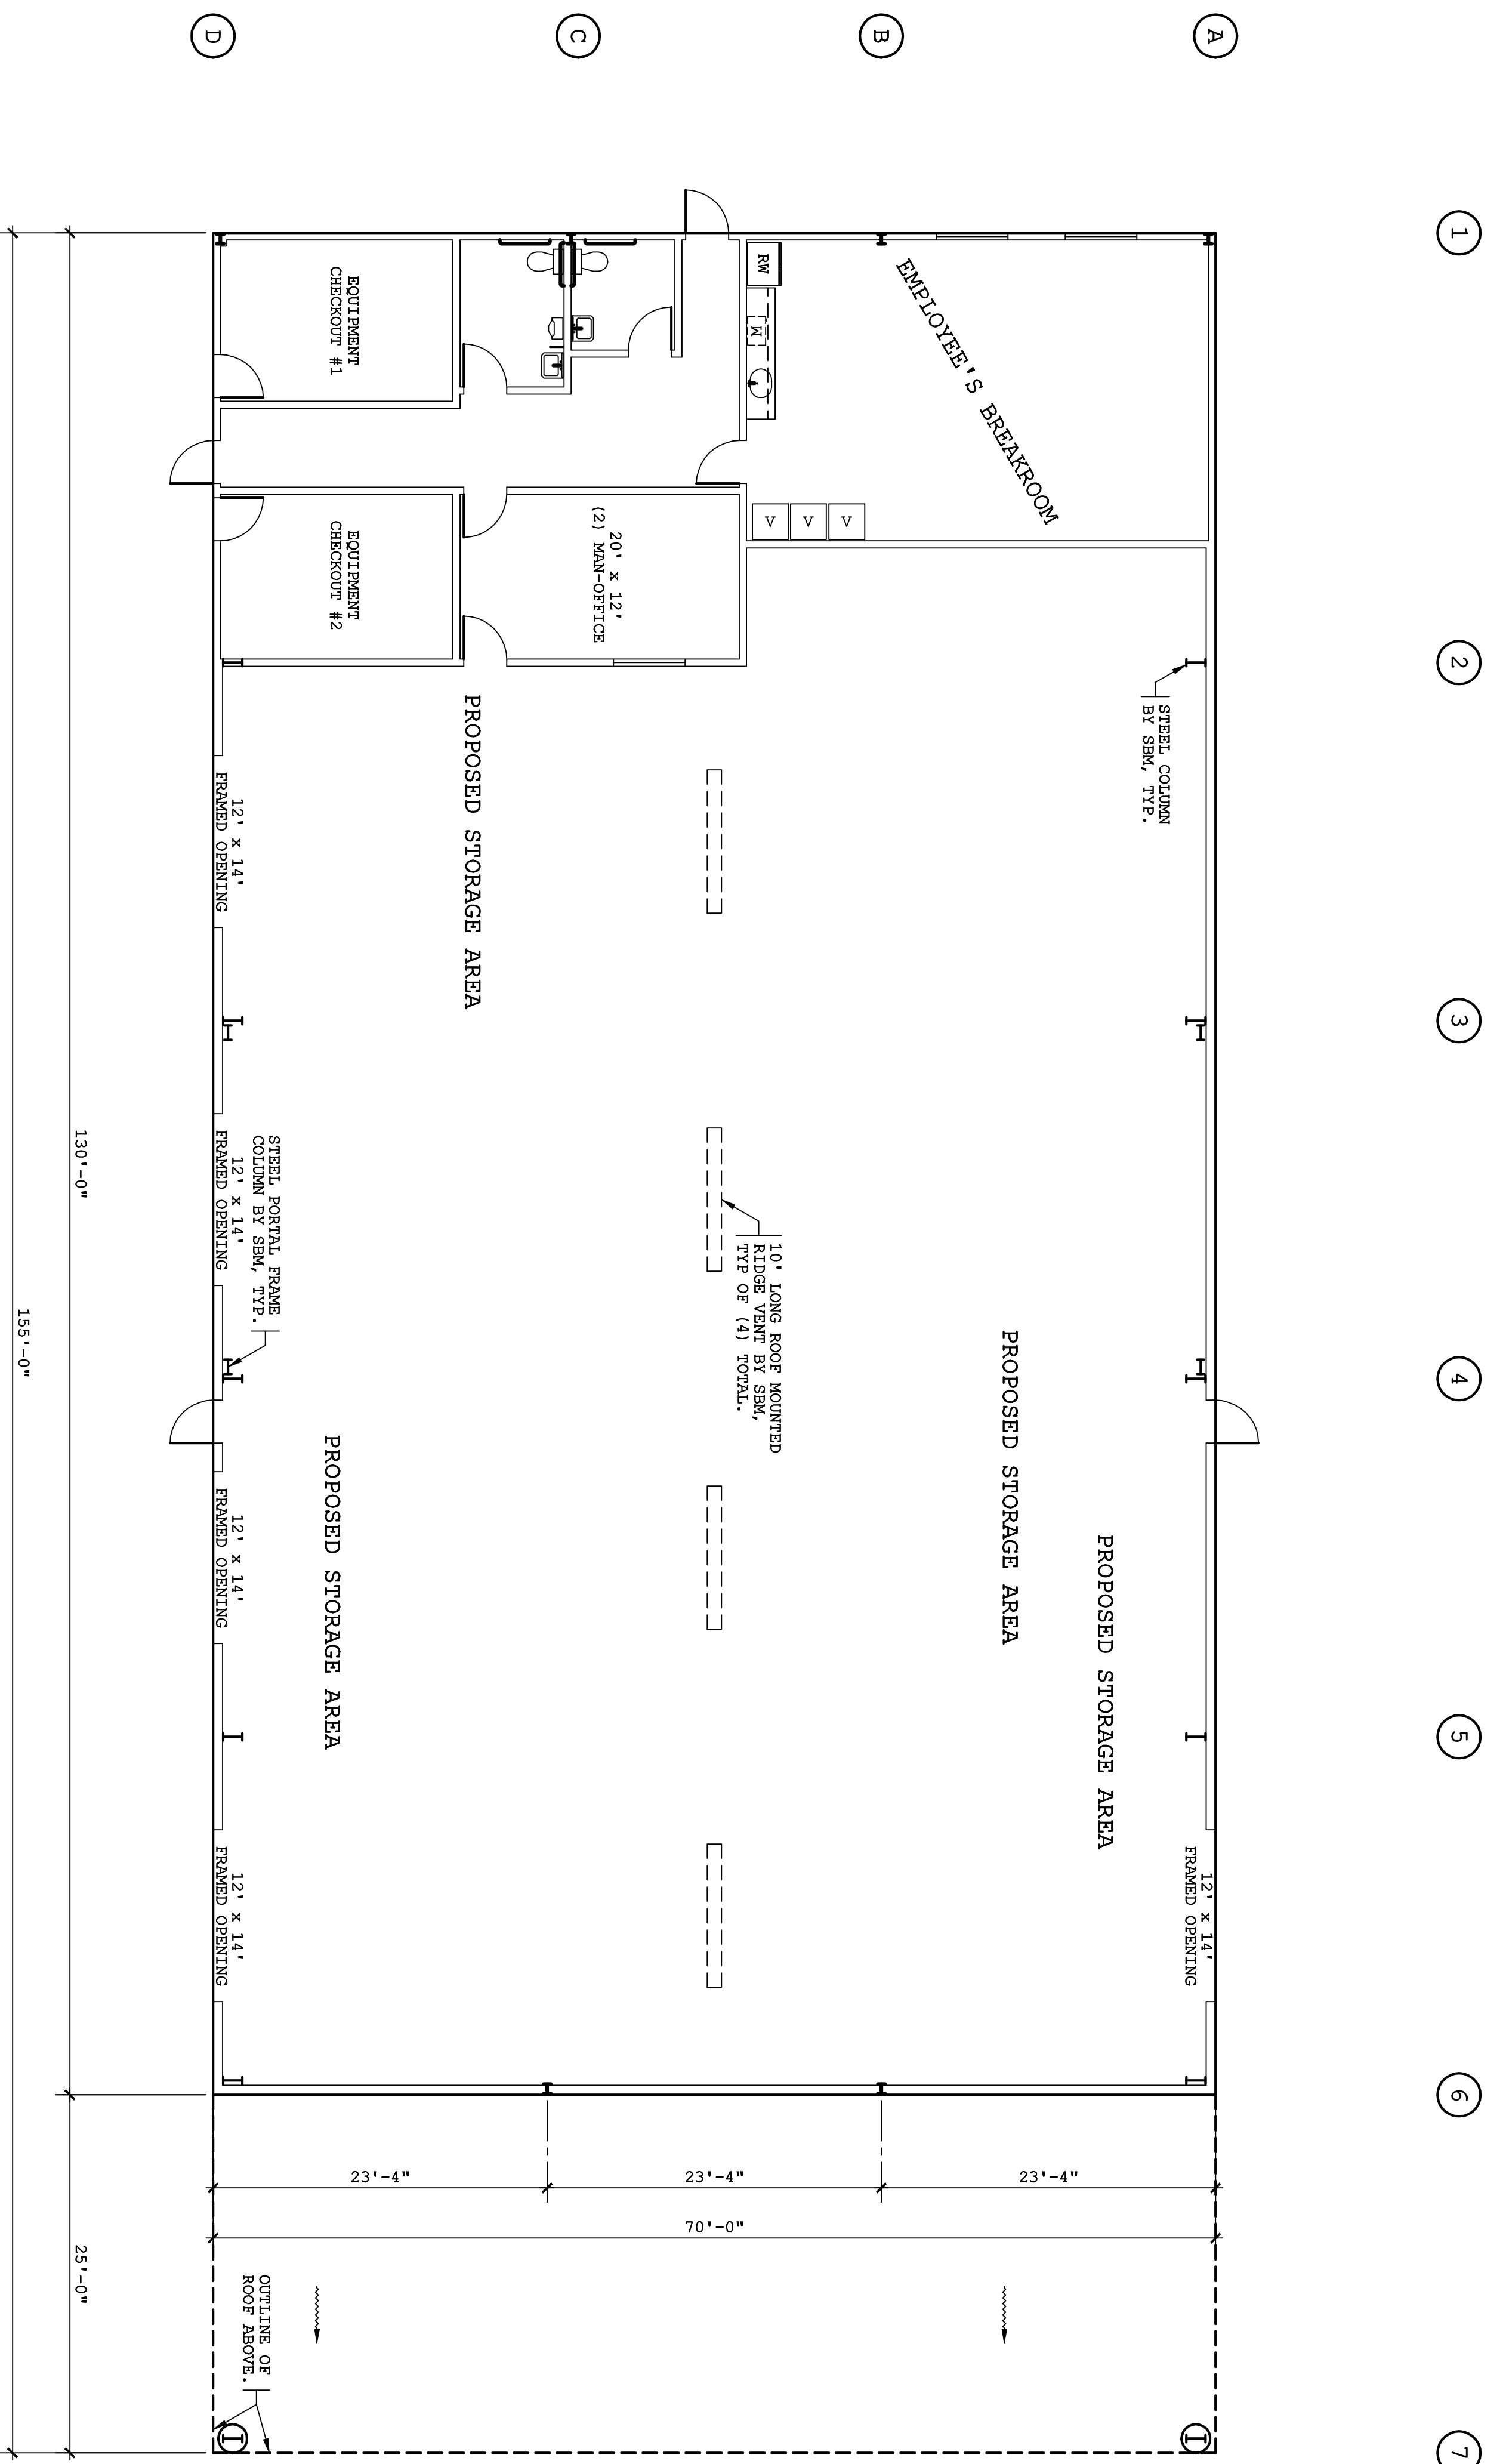 D
C
B
A
1
2
3
4
5
6
7
EMPLOYEE'S BREAKROOM
RW
W
V
V
V
EQUIPMENT
CHECKOUT #1
EQUIPMENT
CHECKOUT #2
20' x 12'
(2) MAN-OFFICE
STEEL COLUMN
BY SBM, TYP.
PROPOSED STORAGE AREA
12' x 14'
FRAMED OPENING
12' x 14'
FRAMED OPENING
STEEL PORTAL FRAME
COLUMN BY SBM, TYP.
10' LONG ROOF MOUNTED
RIDGE VENT BY SBM,
TYP OF (4) TOTAL.
PROPOSED STORAGE AREA
PROPOSED STORAGE AREA
PROPOSED STORAGE AREA
12' x 14'
FRAMED OPENING
12' x 14'
FRAMED OPENING
12' x 14'
FRAMED OPENING
23'-4"
23'-4"
23'-4"
70'-0"
OUTLINE OF
ROOF ABOVE.
130'-0"
25'-0"
155'-0"